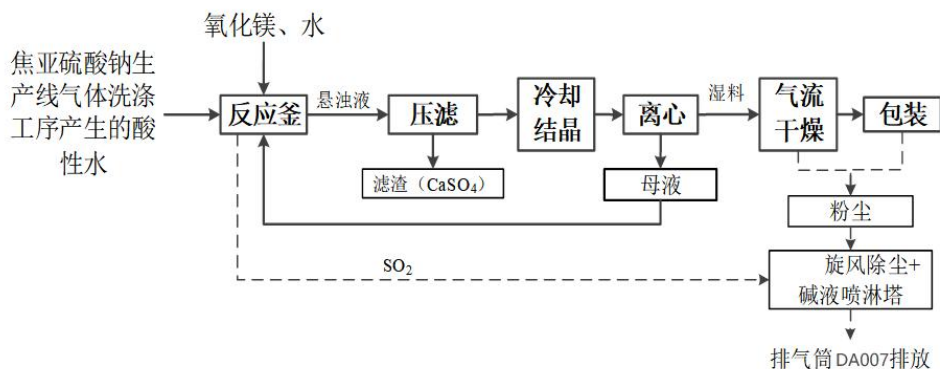 氧化镁、水
焦亚硫酸钠生
产线气体洗涤
工序产生的酸
性水
反应釜
悬浊液
压滤
冷却
结晶
离心
湿料
气流
干燥
包装
滤渣（CaSO₄）
母液
粉尘
SO₂
旋风除尘+
碱液喷淋塔
排气筒DA007排放